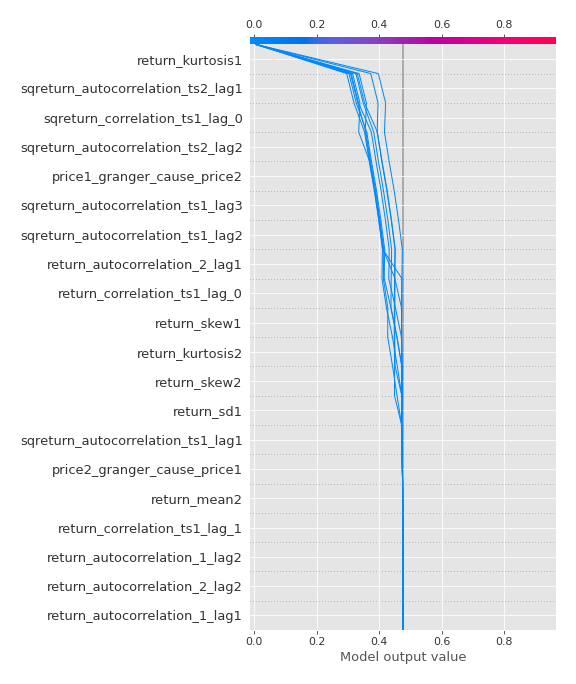 0.0 0.2 0.4 0.6 0.8
return_kurtosis1
sqreturn_autocorrelation_ts2_lag1
sqreturn_correlation_ts1_lag_0
sqreturn_autocorrelation_ts2_lag2
price1_granger_cause_price2
sqreturn_autocorrelation_ts1_lag3
sqreturn_autocorrelation_ts1_lag2
return_autocorrelation_2_lag1
return_correlation_ts1_lag_0
return_skew1
return_kurtosis2
return_skew2
return_sd1
sqreturn_autocorrelation_ts1_lag1
price2_granger_cause_price1
return_mean2
return_correlation_ts1_lag_1
return_autocorrelation_1_lag2
return_autocorrelation_2_lag2
return_autocorrelation_1_lag1
0.0 0.2 0.4 0.6 0.8
Model output value